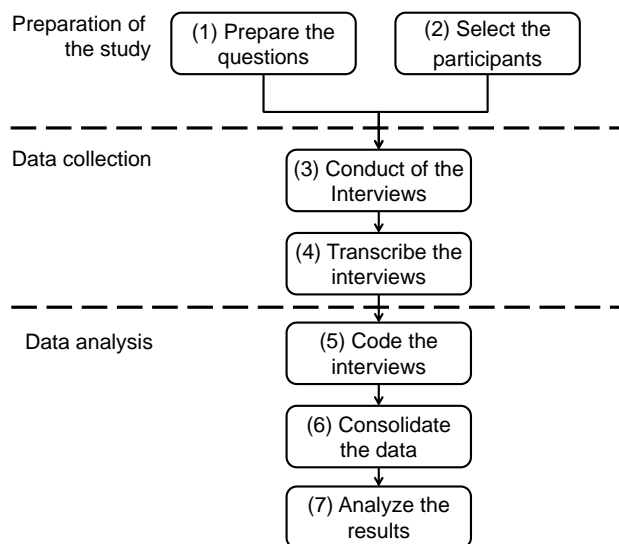 Preparation of
the study
(1) Prepare the
questions
(2) Select the
participants
Data collection
(3) Conduct of the
Interviews
(4) Transcribe the
interviews
Data analysis
(5) Code the
interviews
(6) Consolidate
the data
(7) Analyze the
results